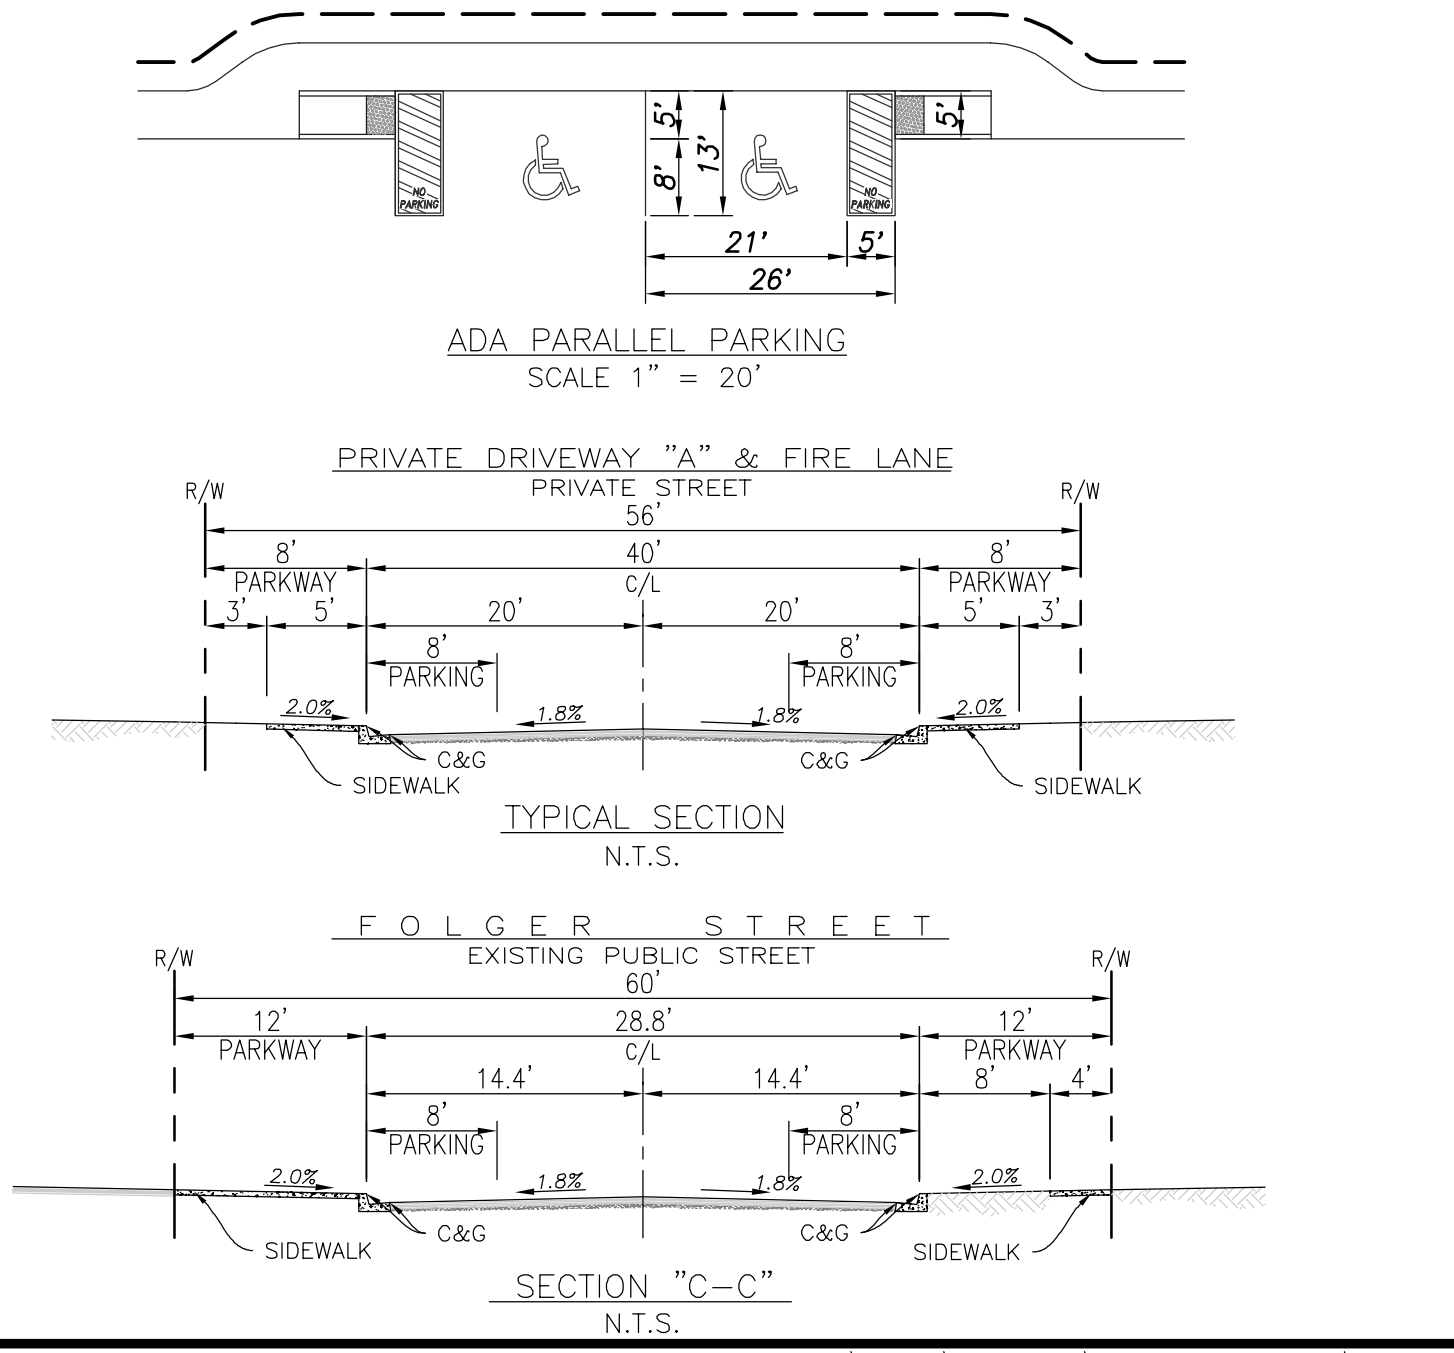 5' 13' 5'
8'
NO PARKING
NO PARKING
21' 5'
26'
ADA PARALLEL PARKING
SCALE 1" = 20'
PRIVATE DRIVEWAY "A" & FIRE LANE
PRIVATE STREET
R/W R/W
56'
8' 40' 8'
PARKWAY C/L PARKWAY
3' 5' 20' 20' 5' 3'
8' 8'
PARKING PARKING
2.0% 1.8% 1.8% 2.0%
C&G C&G
SIDEWALK SIDEWALK
TYPICAL SECTION
N.T.S.
FOLGER STREET
EXISTING PUBLIC STREET
R/W R/W
60'
12' 28.8' 12'
PARKWAY C/L PARKWAY
14.4' 14.4' 8' 4'
8' 8'
PARKING PARKING
2.0% 1.8% 1.8% 2.0%
C&G C&G
SIDEWALK SIDEWALK
SECTION "C-C"
N.T.S.